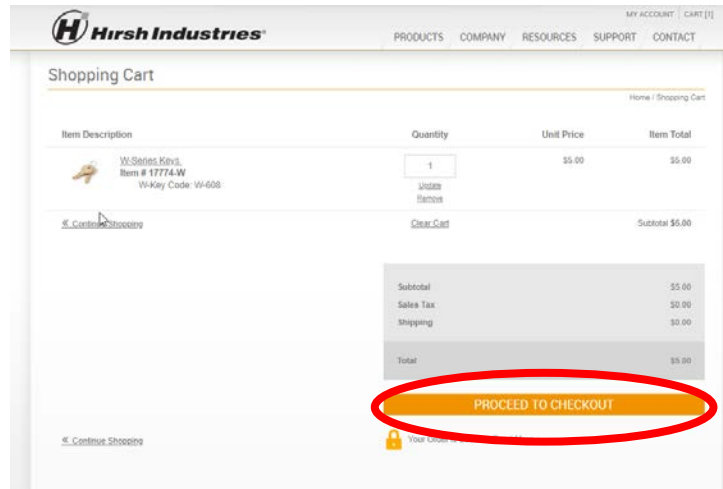 MY ACCOUNT CART [1]
Hirsh Industries®
PRODUCTS COMPANY RESOURCES SUPPORT CONTACT
Shopping Cart
Home / Shopping Cart
Item Description Quantity Unit Price Item Total
W-Series Keys 1 $5.00 $5.00
Item # 17774-W
W-Key Code: W-608
Update
Remove
« Continue Shopping Clear Cart Subtotal $5.00
Subtotal $5.00
Sales Tax $0.00
Shipping $0.00
Total $5.00
PROCEED TO CHECKOUT
« Continue Shopping Your Order